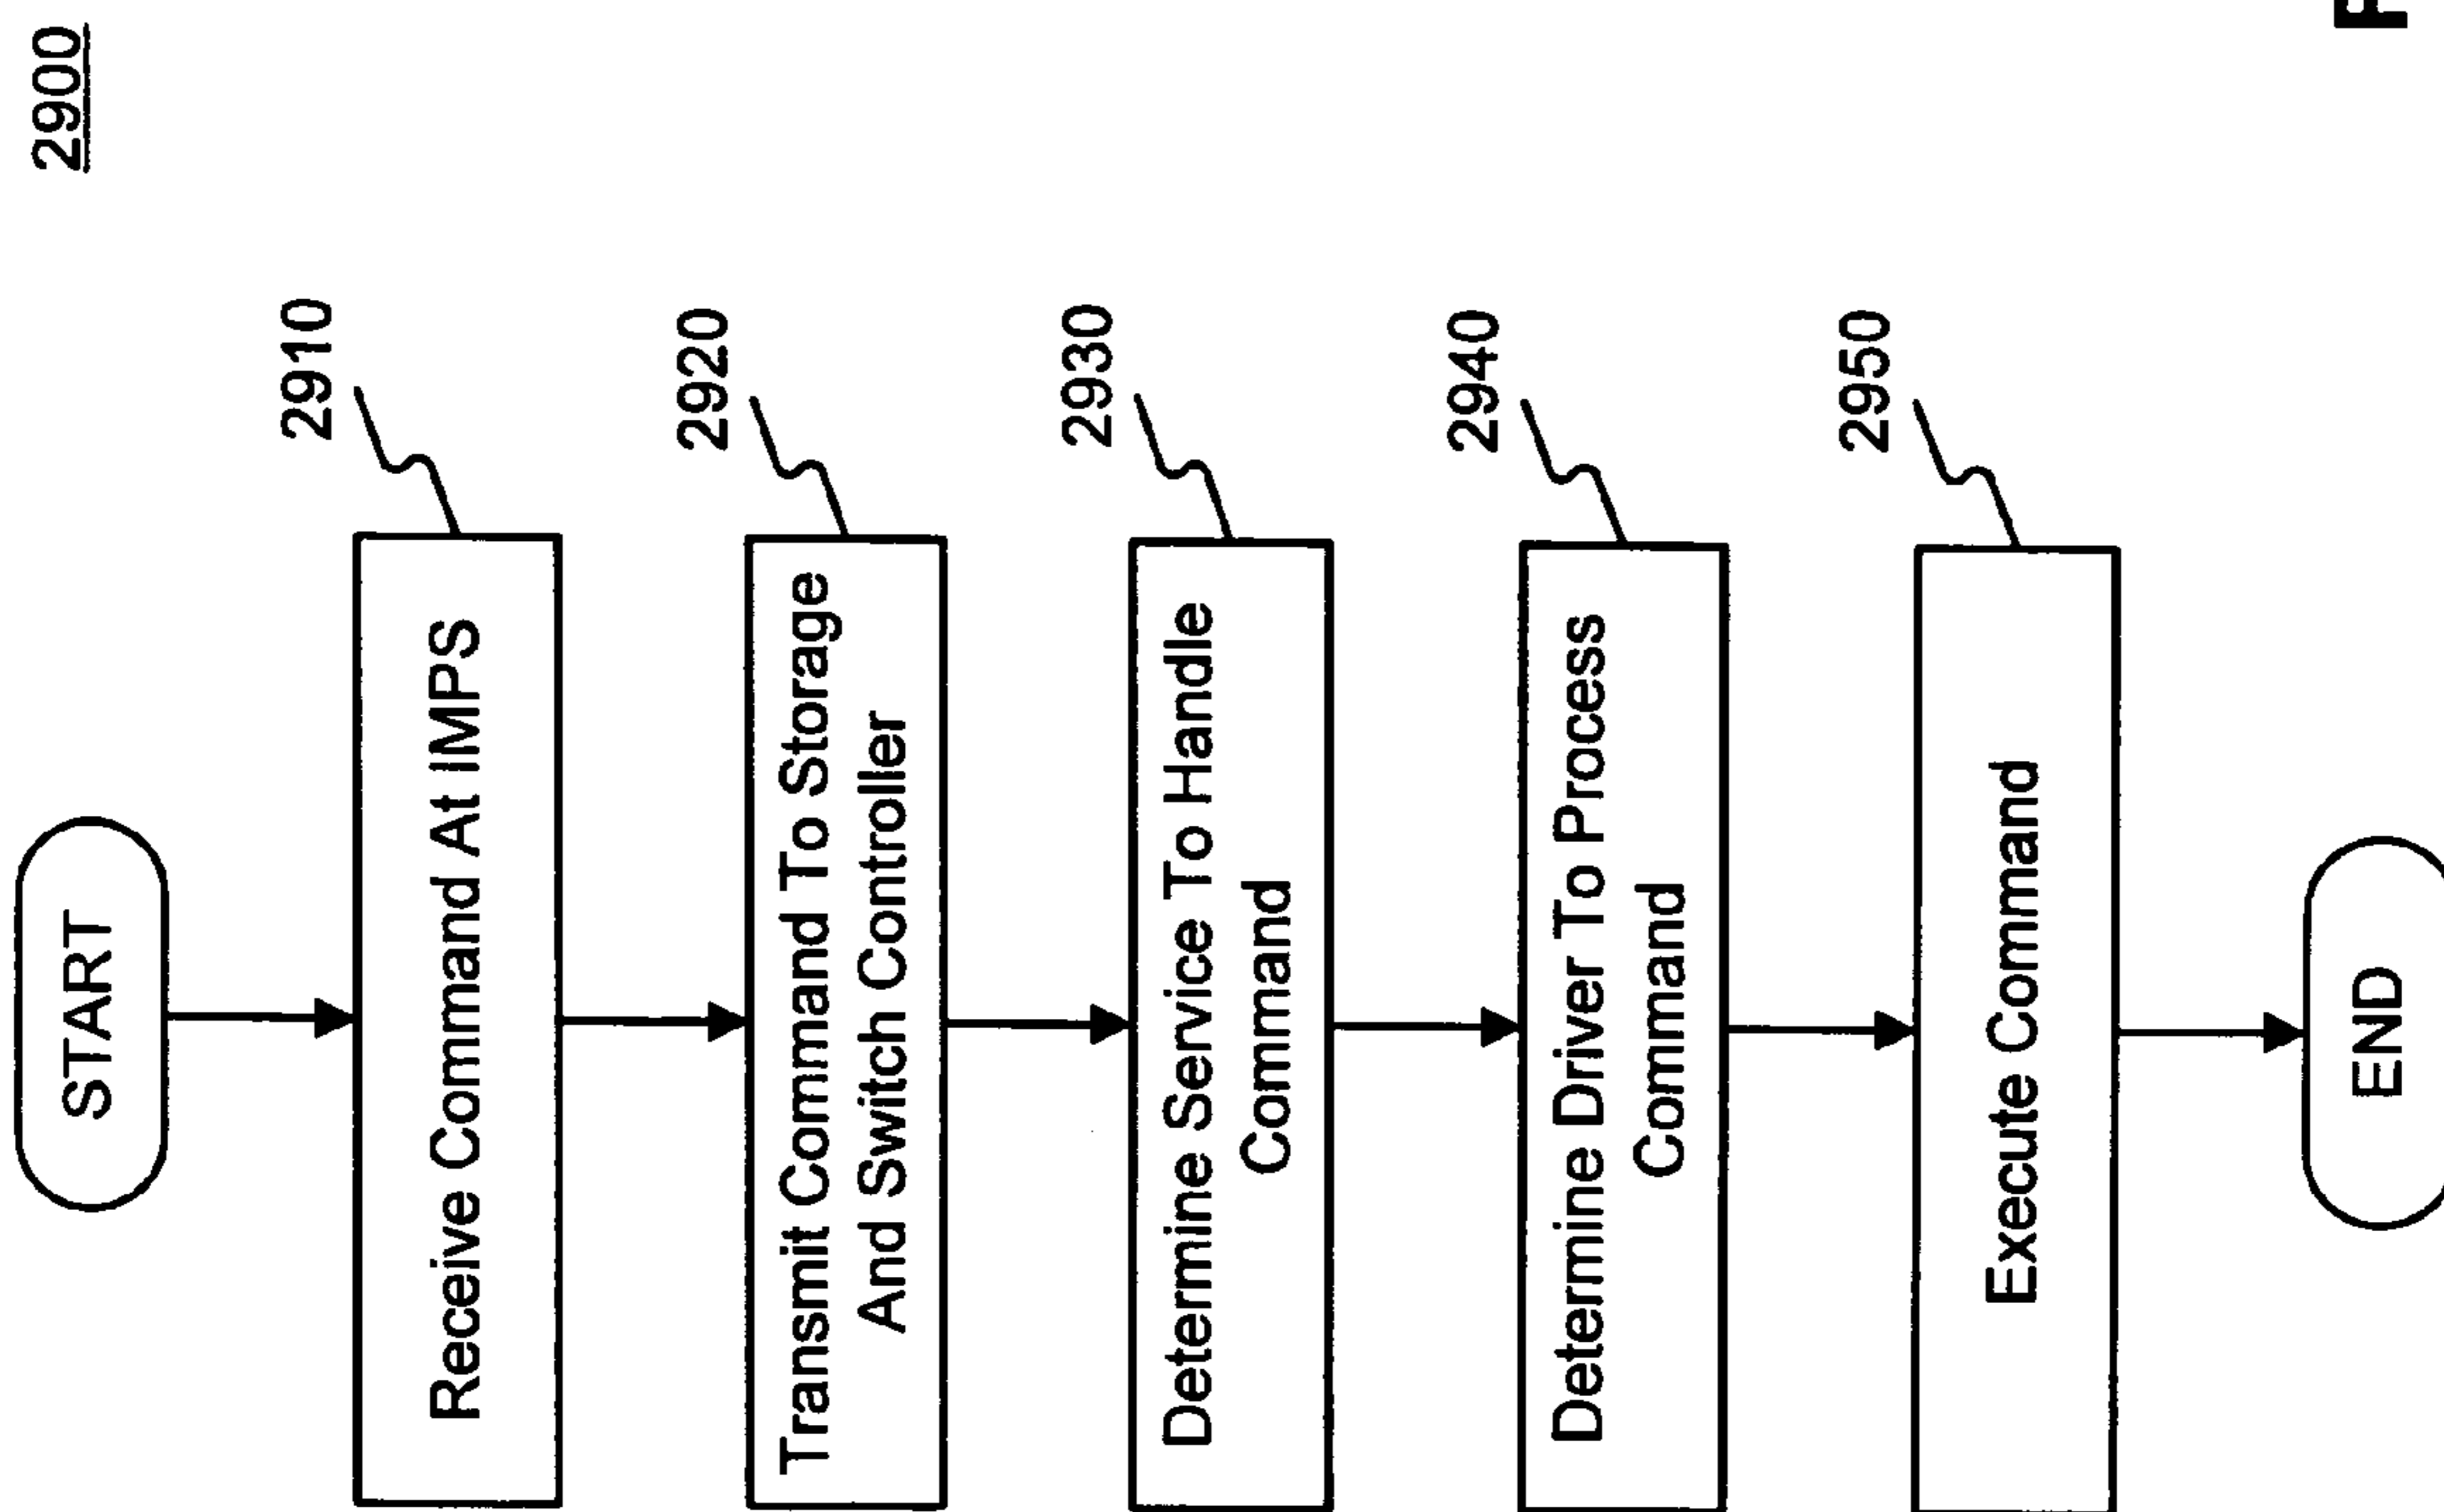 2900
START
Receive Command At IMPS
2910
Transmit Command To Storage
And Switch Controller
2920
Determine Service To Handle
Command
2930
Determine Driver To Process
Command
2940
Execute Command
2950
END